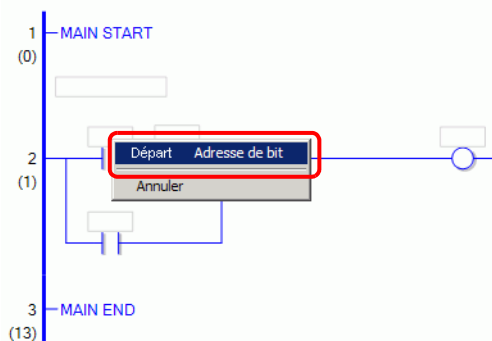 1 MAIN START
(0)
Départ Adresse de bit
2
(1)
Annuler
3 MAIN END
(13)